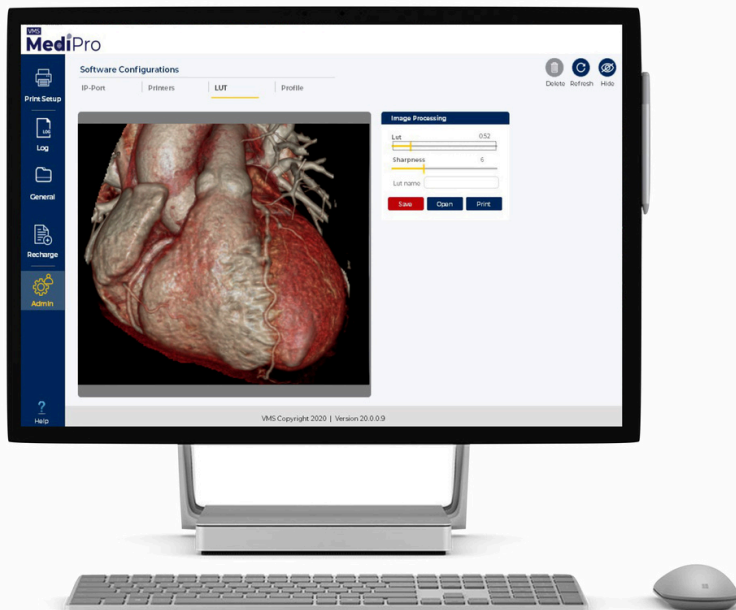 VMS
MediPro
Software Configurations
IP-Port
Printers
LUT
Profile
Delete
Refresh
Hide
Print Setup
LOG
Log
General
Recharge
Admin
?
Help
Image Processing
Lut 0.52
Sharpness 6
Lut name
Save
Open
Print
VMS Copyright 2020 | Version 20.0.0.9